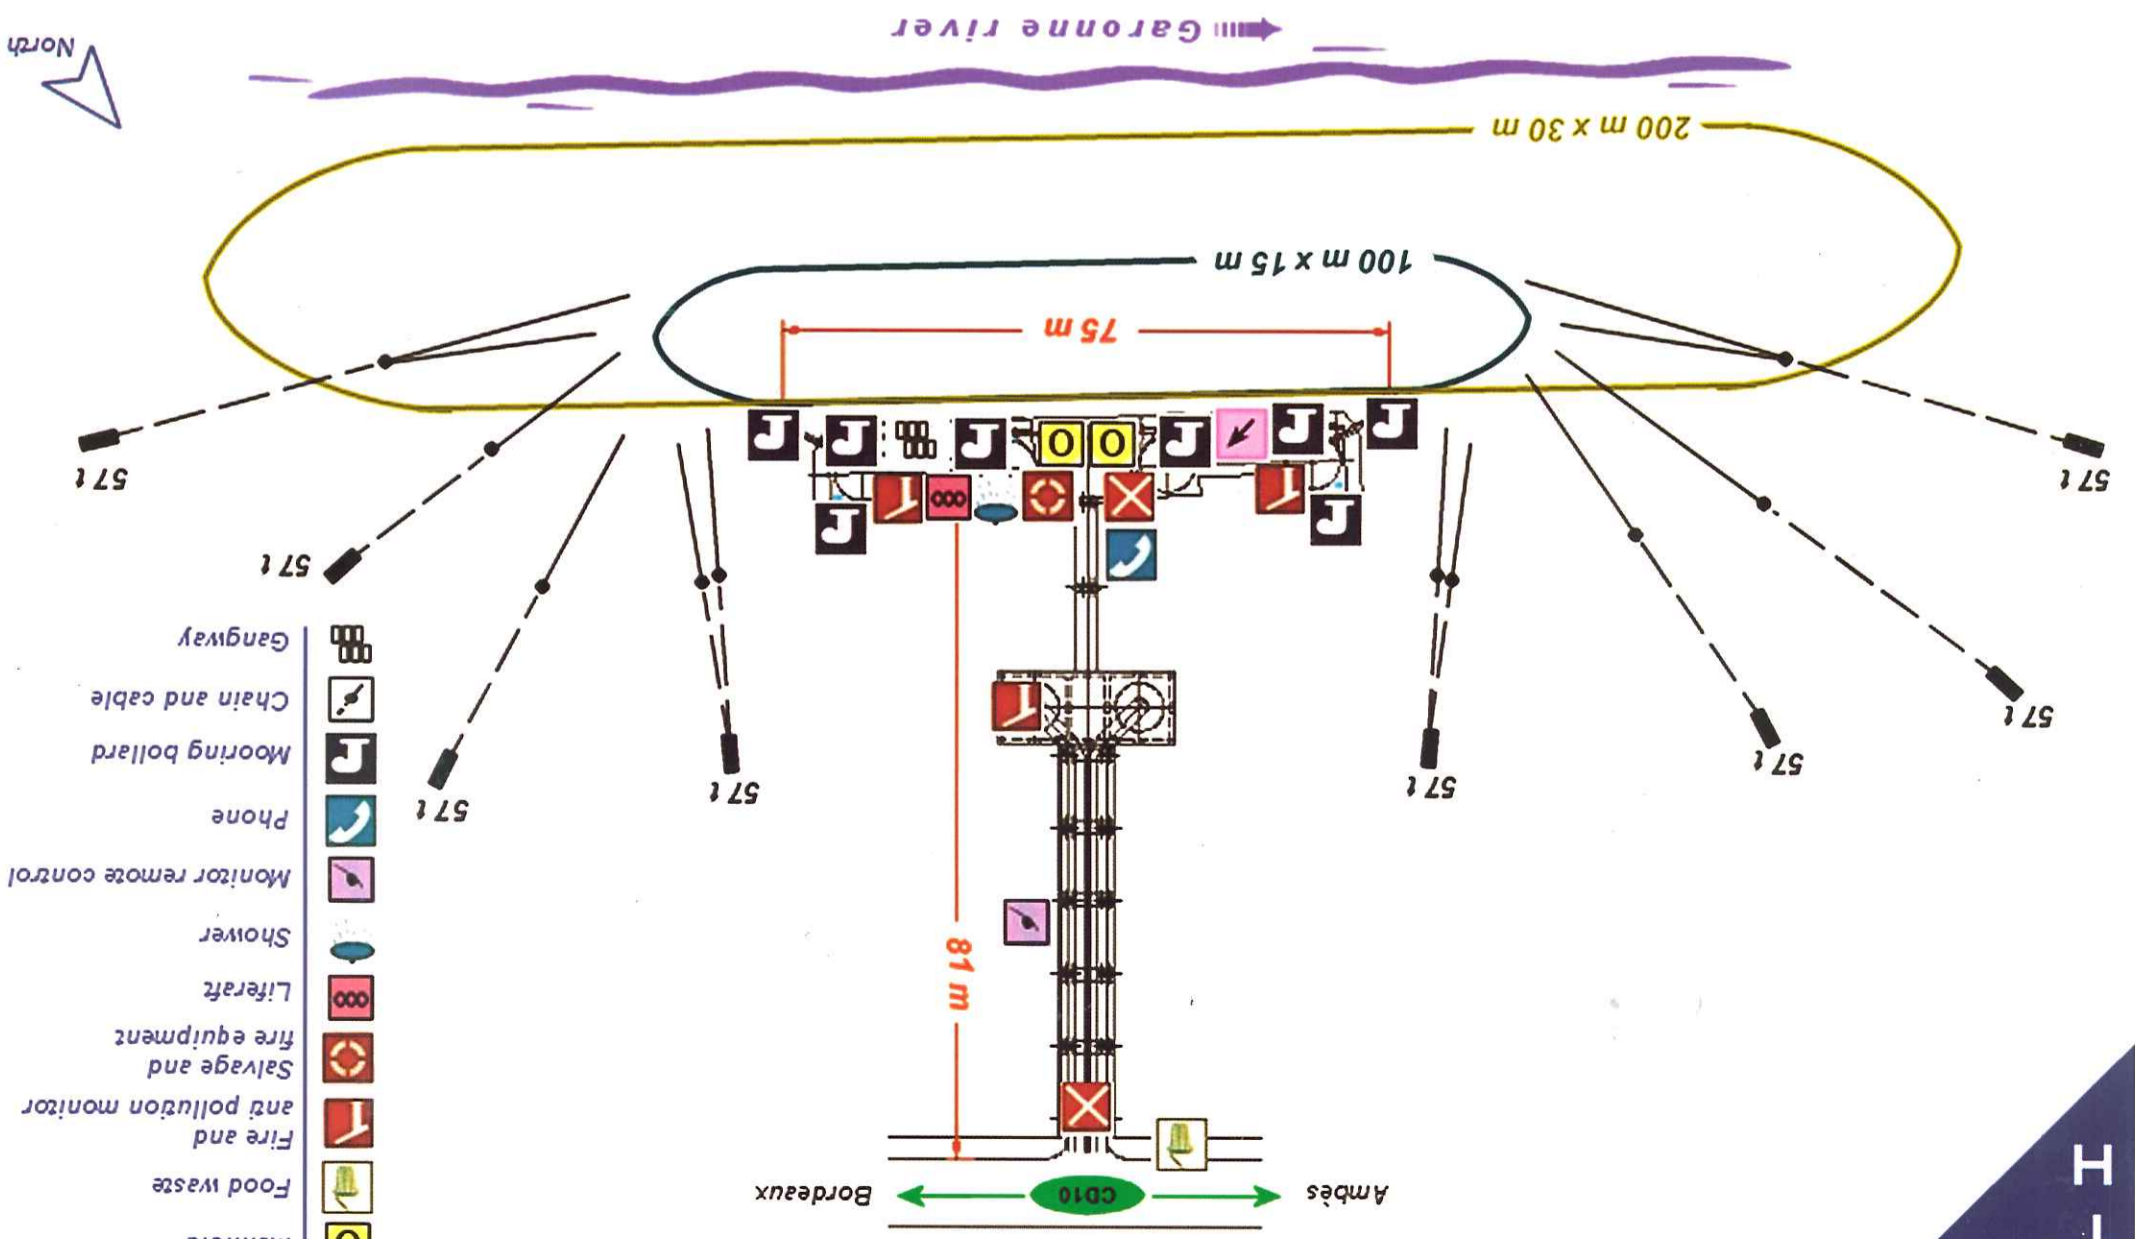 H
Ambès
CD10
Bordeaux
81 m
57 t
57 t
57 t
57 t
57 t
57 t
57 t
57 t
O
O
J
J
J
J
J
J
J
J
75 m
100 m x 15 m
200 m x 30 m
Garonne river
North
O
Food waste
Fire and
anti pollution monitor
Salvage and
fire equipment
Liferaft
Shower
Monitor remote control
Phone
J
Mooring bollard
Chain and cable
Gangway